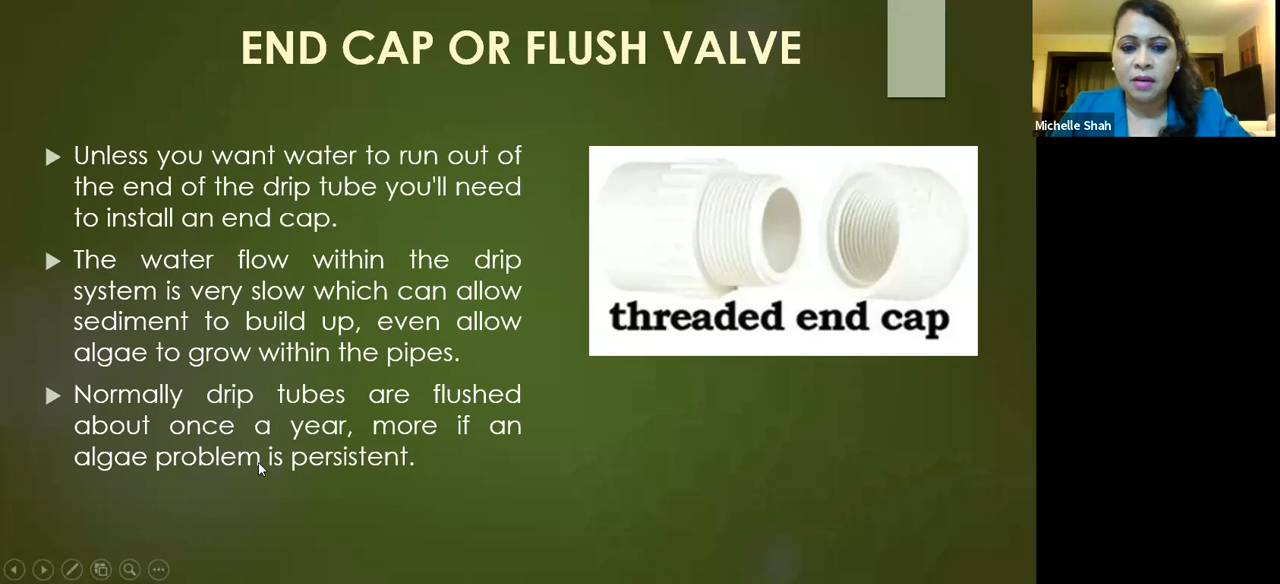 END CAP OR FLUSH VALVE
Unless you want water to run out of
the end of the drip tube you'll need
to install an end cap.
The water flow within the drip
system is very slow which can allow
sediment to build up, even allow
algae to grow within the pipes.
Normally drip tubes are flushed
about once a year, more if an
algae problem is persistent.
threaded end cap
Michelle Shah